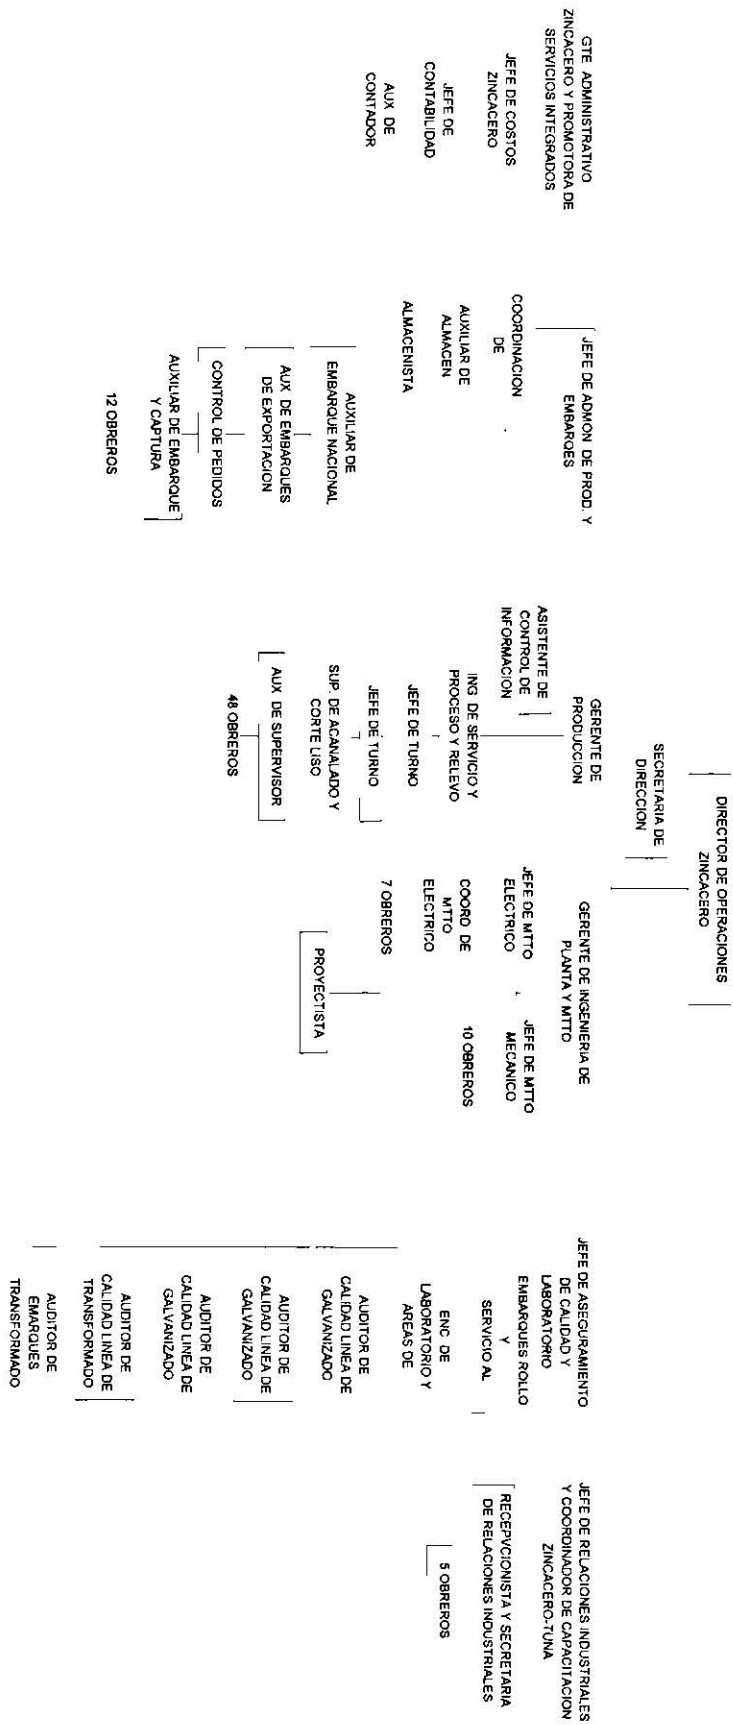 DIRECTOR DE OPERACIONES
ZINCACERO
SECRETARIA DE
DIRECCION
GTE ADMINISTRATIVO
ZINCACERO Y PROMOTORA DE
SERVICIOS INTEGRADOS
JEFE DE COSTOS
ZINCACERO
JEFE DE
CONTABILIDAD
AUX DE
CONTADOR
JEFE DE ADMON DE PROD. Y
EMBARQES
COORDINACION
DE
AUXILIAR DE
ALMACEN
ALMACENISTA
AUXILIAR DE
EMBARQUE NACIONAL
AUX DE EMBARQUES
DE EXPORTACION
CONTROL DE PEDIDOS
AUXILIAR DE EMBARQUE
Y CAPTURA
12 OBREROS
GERENTE DE
PRODUCCION
ASISTENTE DE
CONTROL DE
INFORMACION
ING DE SERVICIO Y
PROCESO Y RELEVO
JEFE DE TURNO
JEFE DE TURNO
SUP. DE ACANALADO Y
CORTE LISO
AUX DE SUPERVISOR
48 OBREROS
GERENTE DE INGENIERIA DE
PLANTA Y MTTO
JEFE DE MTTO
ELECTRICO
COORD DE
MTTO
ELECTRICO
7 OBREROS
JEFE DE MTTO
MECANICO
10 OBREROS
PROYECTISTA
JEFE DE ASEGURAMIENTO
DE CALIDAD Y
LABORATORIO
EMBARQUES ROLLO
Y
SERVICIO AL
ENC DE
LABORATORIO Y
AREAS DE
AUDITOR DE
CALIDAD LINEA DE
GALVANIZADO
AUDITOR DE
CALIDAD LINEA DE
GALVANIZADO
AUDITOR DE
CALIDAD LINEA DE
GALVANIZADO
AUDITOR DE
CALIDAD LINEA DE
TRANSFORMADO
AUDITOR DE
EMARQUES
TRANSFORMADO
JEFE DE RELACIONES INDUSTRIALES
Y COORDINADOR DE CAPACITACION
ZINCACERO-TUNA
RECEPVCIONISTA Y SECRETARIA
DE RELACIONES INDUSTRIALES
5 OBREROS